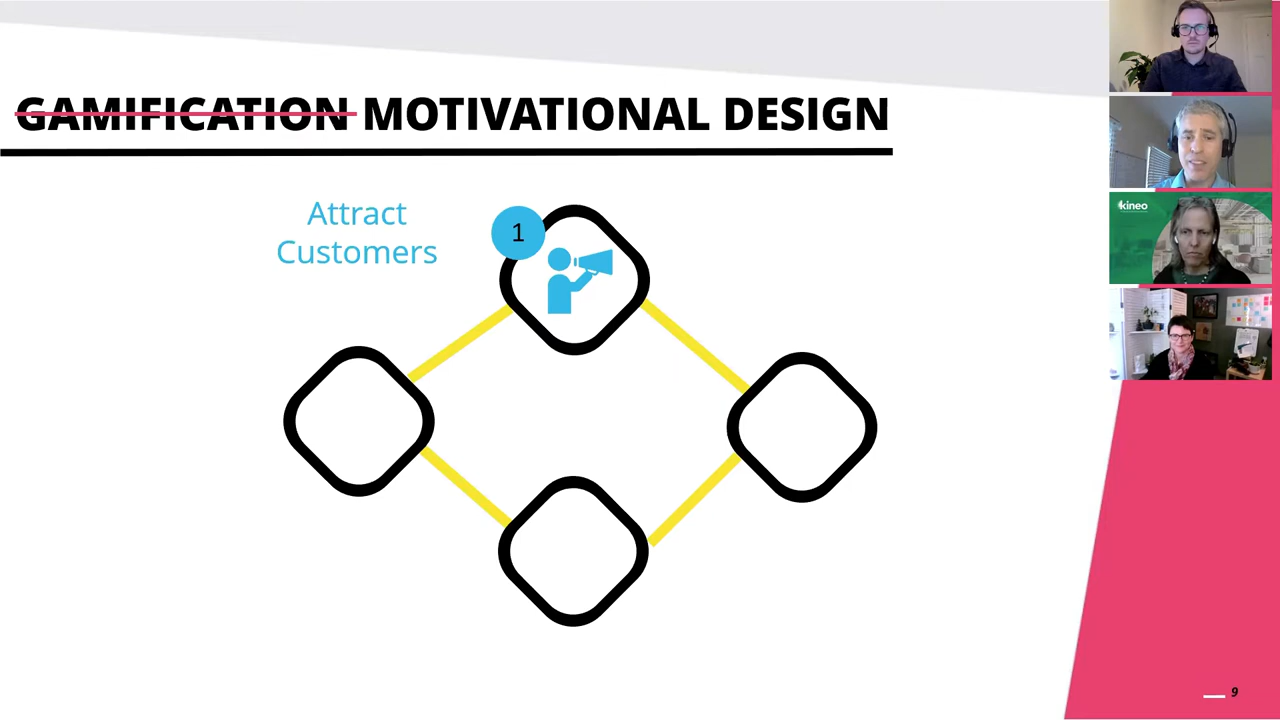 GAMIFICATION MOTIVATIONAL DESIGN
Attract
Customers
1
kineo
9